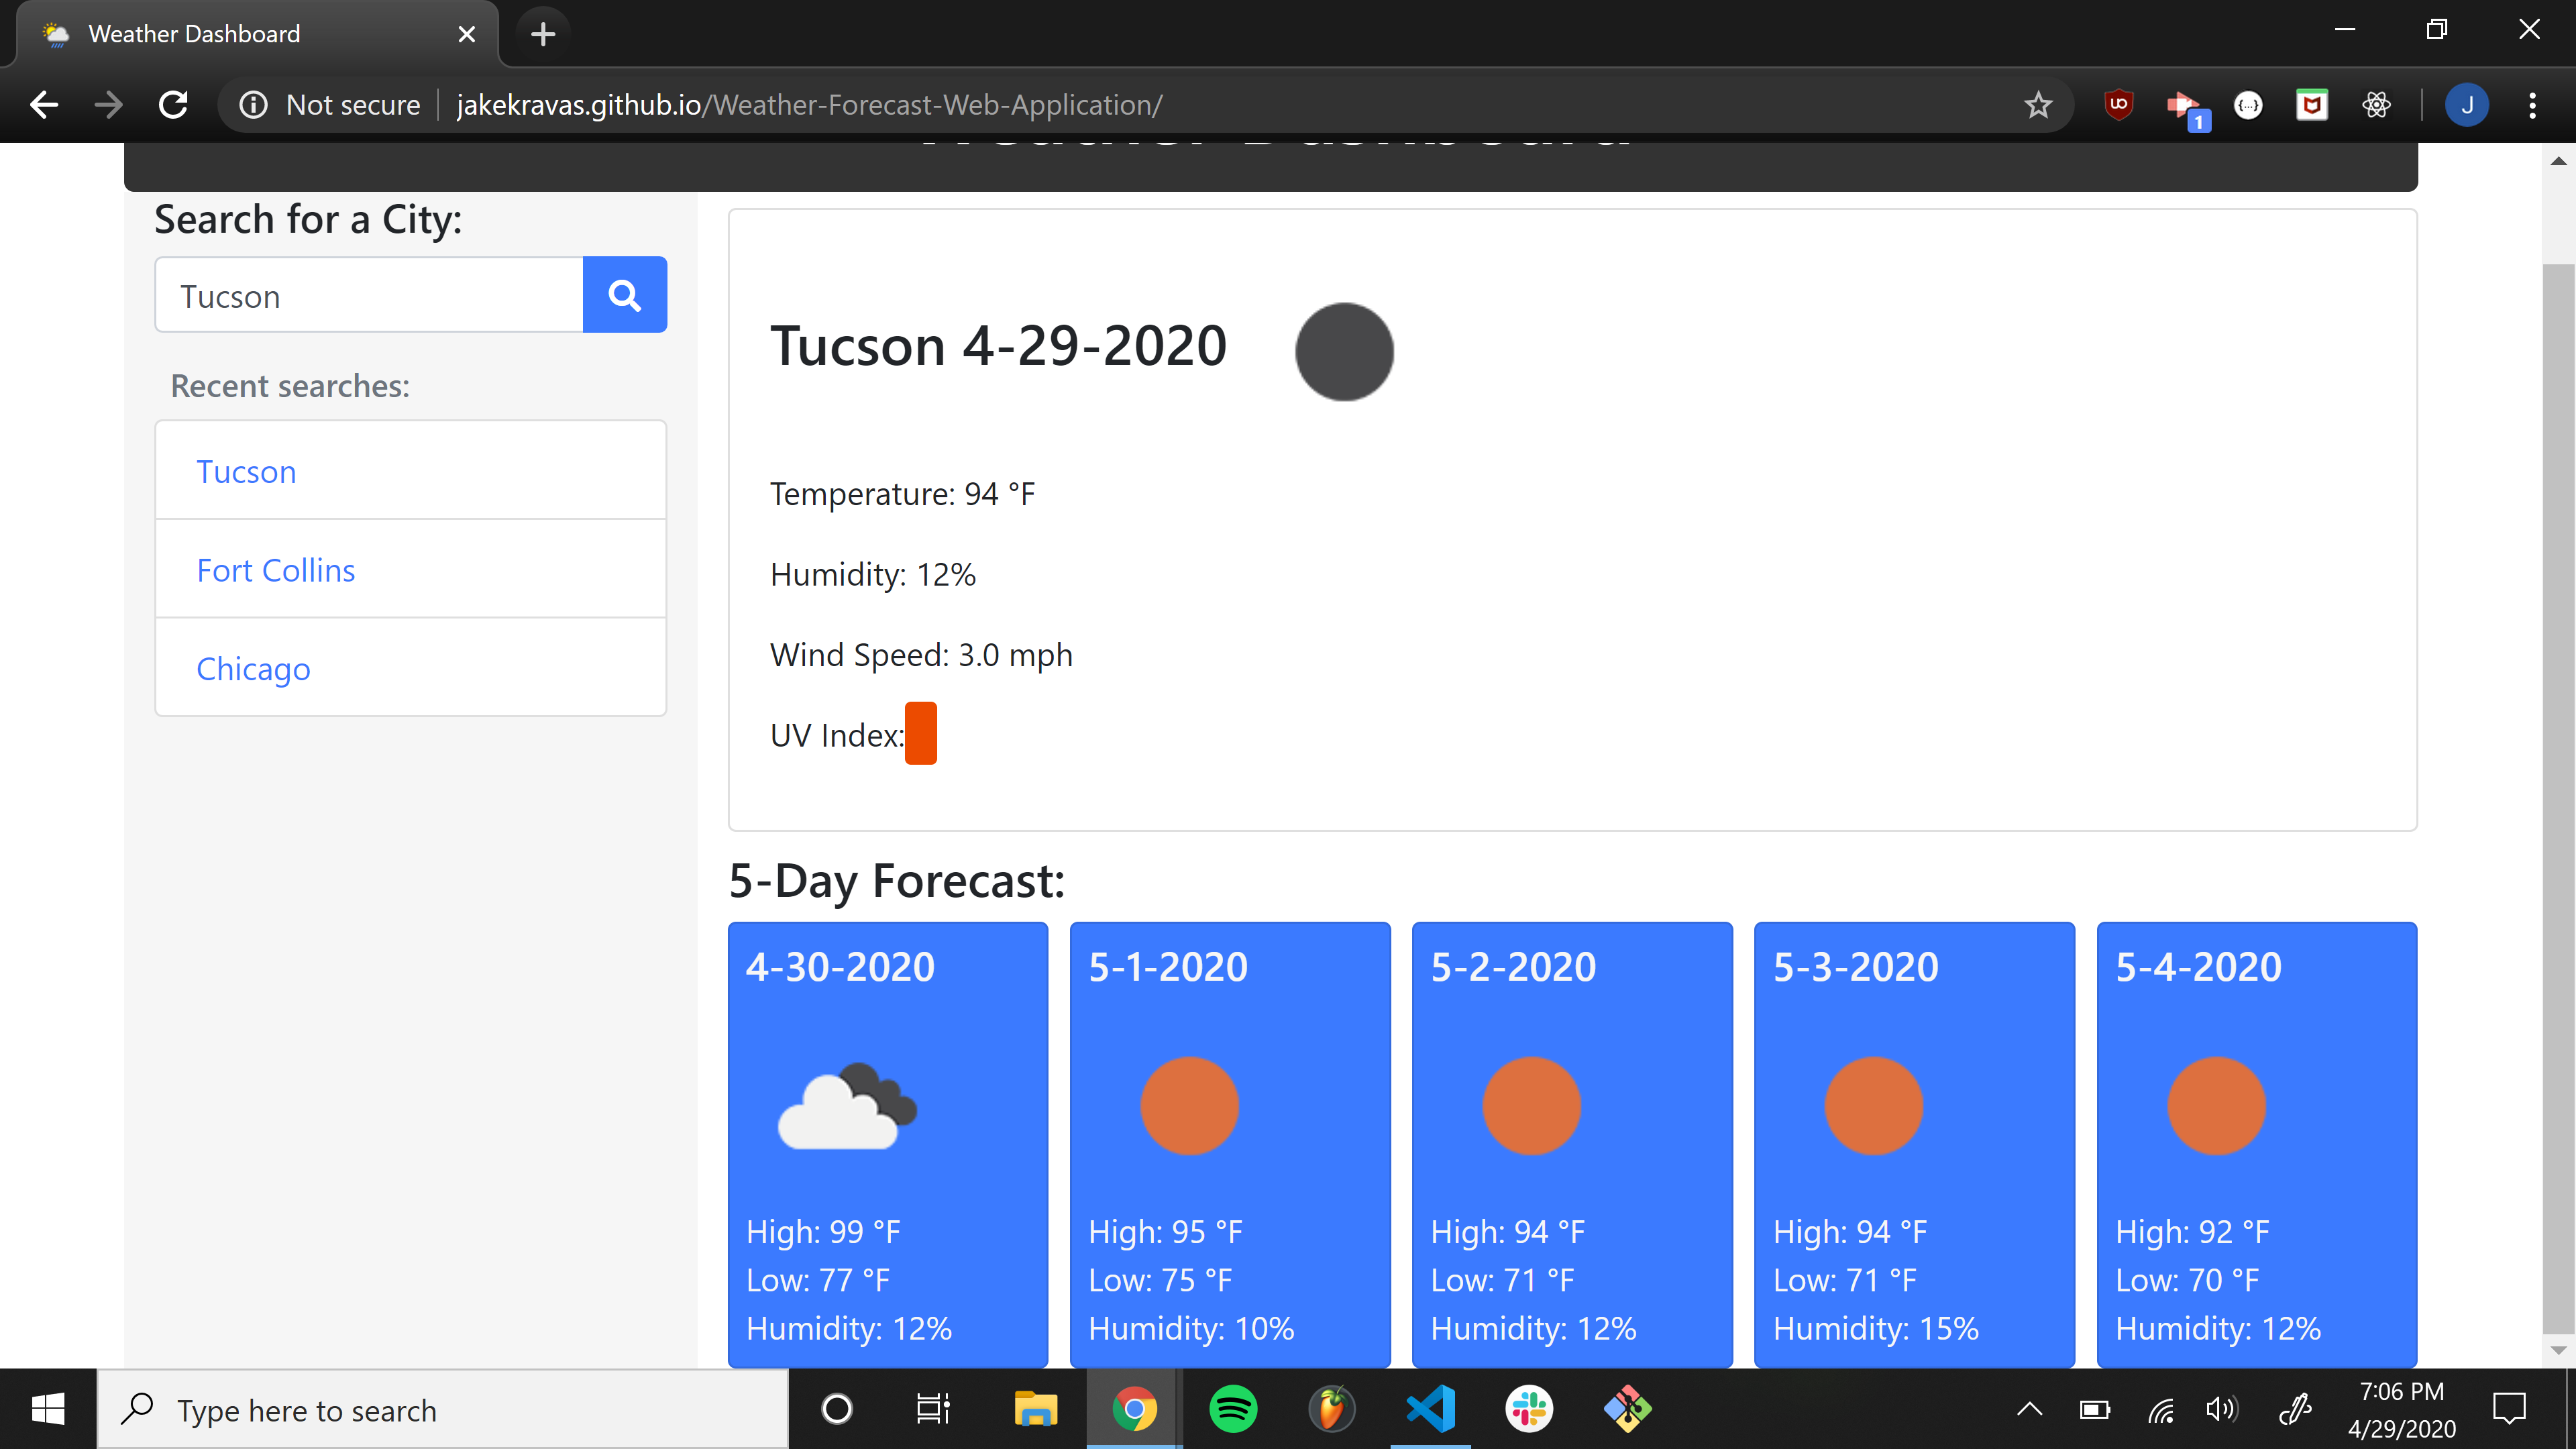 Weather Dashboard
Not secure
jakekravas.github.io/Weather-Forecast-Web-Application/
1
J
Weather Dashboard
Search for a City:
Tucson
Recent searches:
Tucson
Fort Collins
Chicago
Tucson 4-29-2020
Temperature: 94 °F
Humidity: 12%
Wind Speed: 3.0 mph
UV Index:
5-Day Forecast:
4-30-2020
High: 99 °F
Low: 77 °F
Humidity: 12%
5-1-2020
High: 95 °F
Low: 75 °F
Humidity: 10%
5-2-2020
High: 94 °F
Low: 71 °F
Humidity: 12%
5-3-2020
High: 94 °F
Low: 71 °F
Humidity: 15%
5-4-2020
High: 92 °F
Low: 70 °F
Humidity: 12%
Type here to search
7:06 PM
4/29/2020